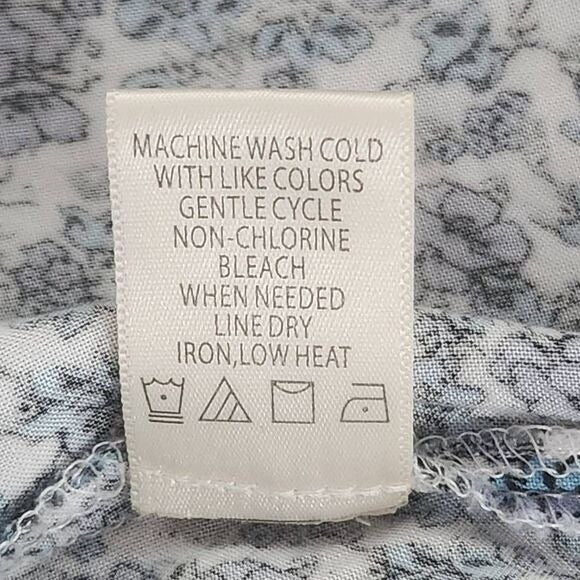 MACHINE WASH COLD
WITH LIKE COLORS
GENTLE CYCLE
NON-CHLORINE
BLEACH
WHEN NEEDED
LINE DRY
IRON,LOW HEAT